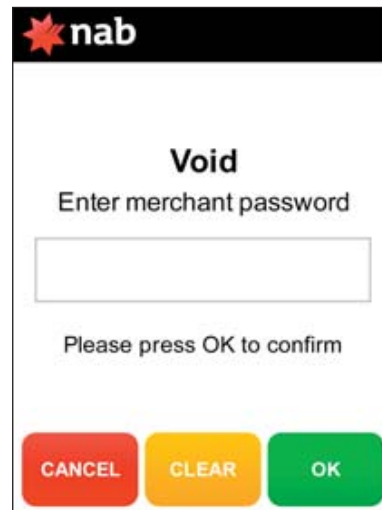 nab
Void
Enter merchant password
Please press OK to confirm
CANCEL CLEAR OK